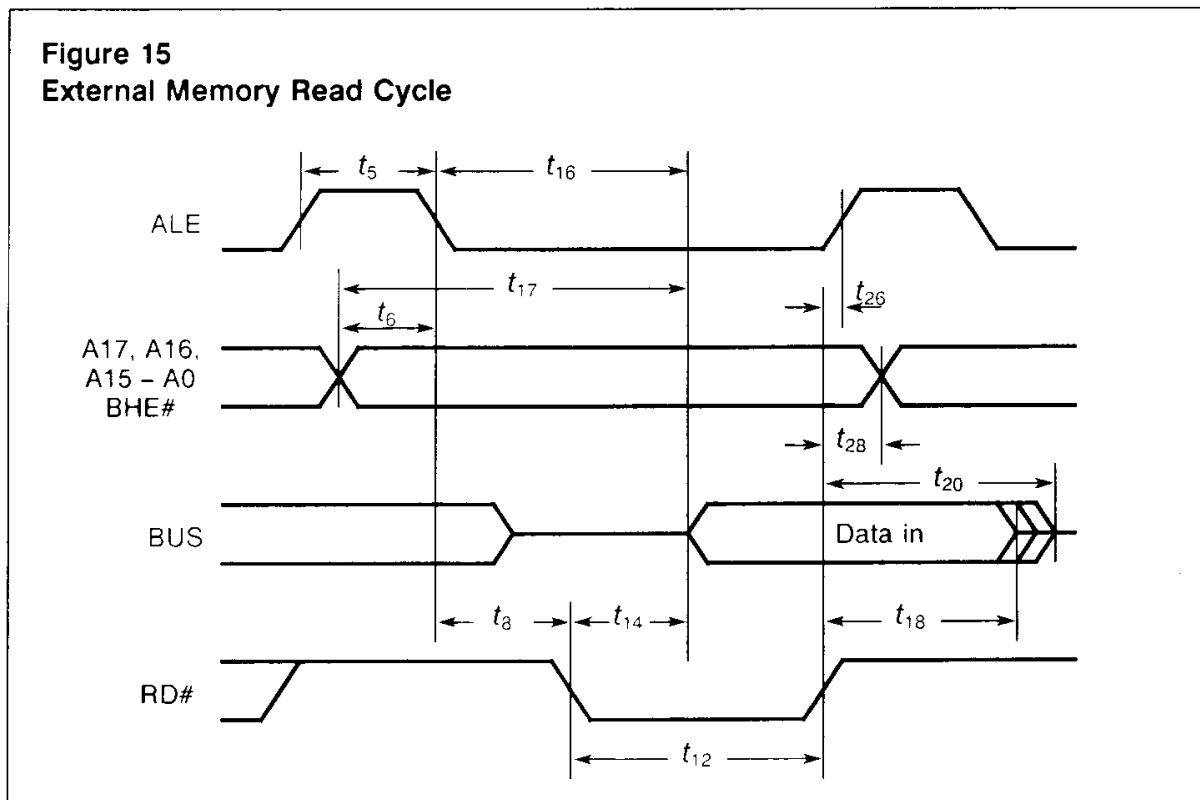 Figure 15
External Memory Read Cycle
t5
t16
ALE
t17
t26
t6
A17, A16,
A15 – A0
BHE#
t28
t20
BUS
Data in
t8
t14
t18
RD#
t12